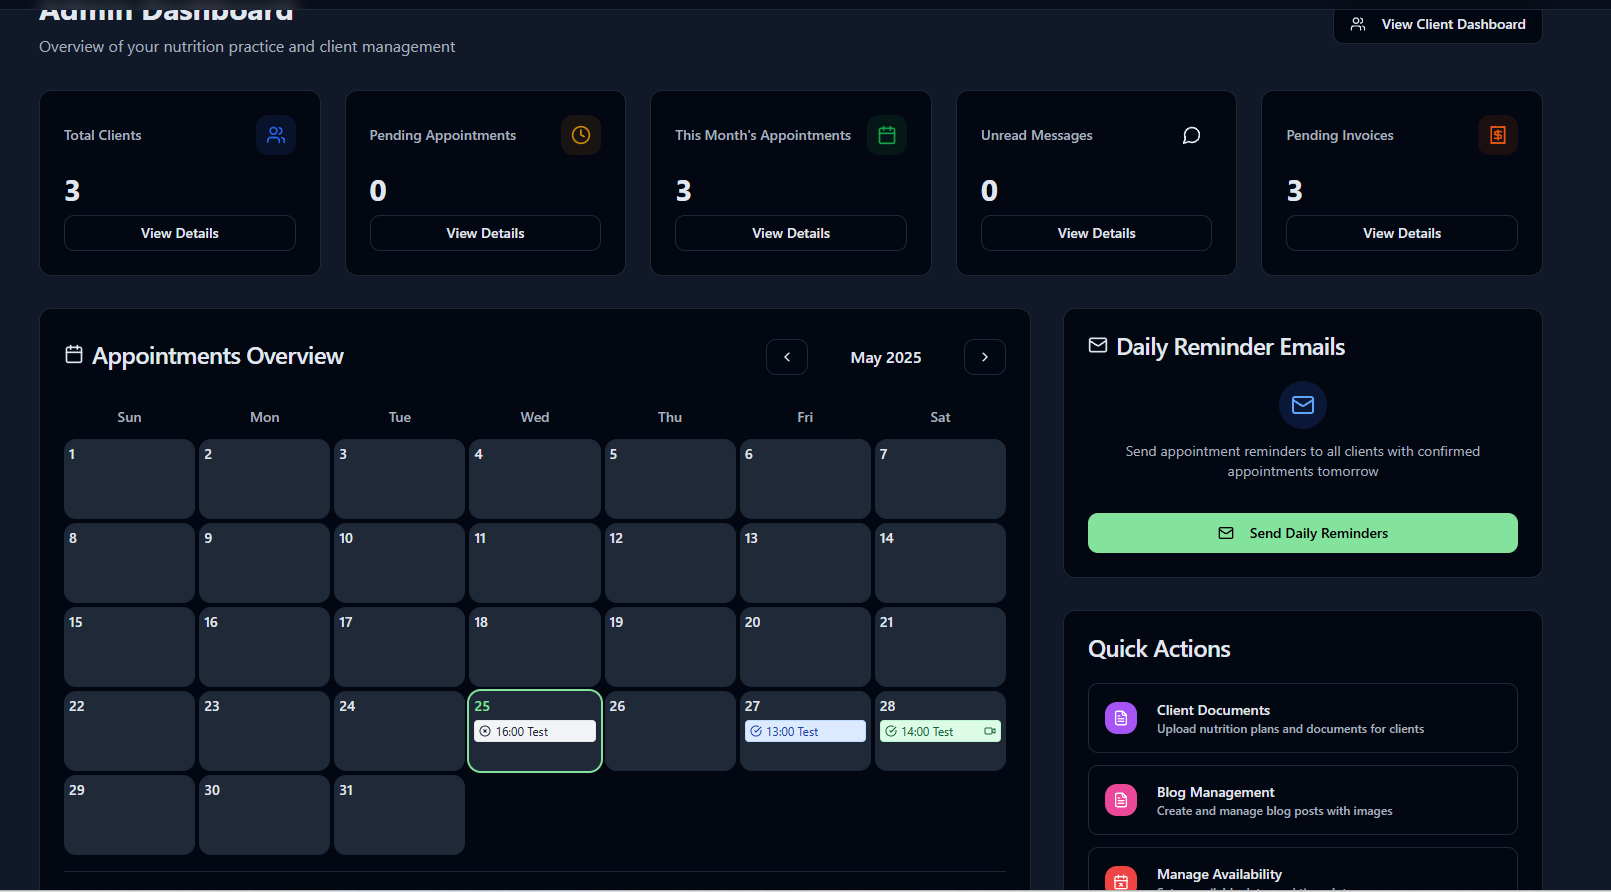 Admin Dashboard
Overview of your nutrition practice and client management
View Client Dashboard
Total Clients
3
View Details
Pending Appointments
0
View Details
This Month's Appointments
3
View Details
Unread Messages
0
View Details
Pending Invoices
3
View Details
Appointments Overview
May 2025
Sun Mon Tue Wed Thu Fri Sat
1 2 3 4 5 6 7
8 9 10 11 12 13 14
15 16 17 18 19 20 21
22 23 24 25 26 27 28
16:00 Test 13:00 Test 14:00 Test
29 30 31
Daily Reminder Emails
Send appointment reminders to all clients with confirmed
appointments tomorrow
Send Daily Reminders
Quick Actions
Client Documents
Upload nutrition plans and documents for clients
Blog Management
Create and manage blog posts with images
Manage Availability